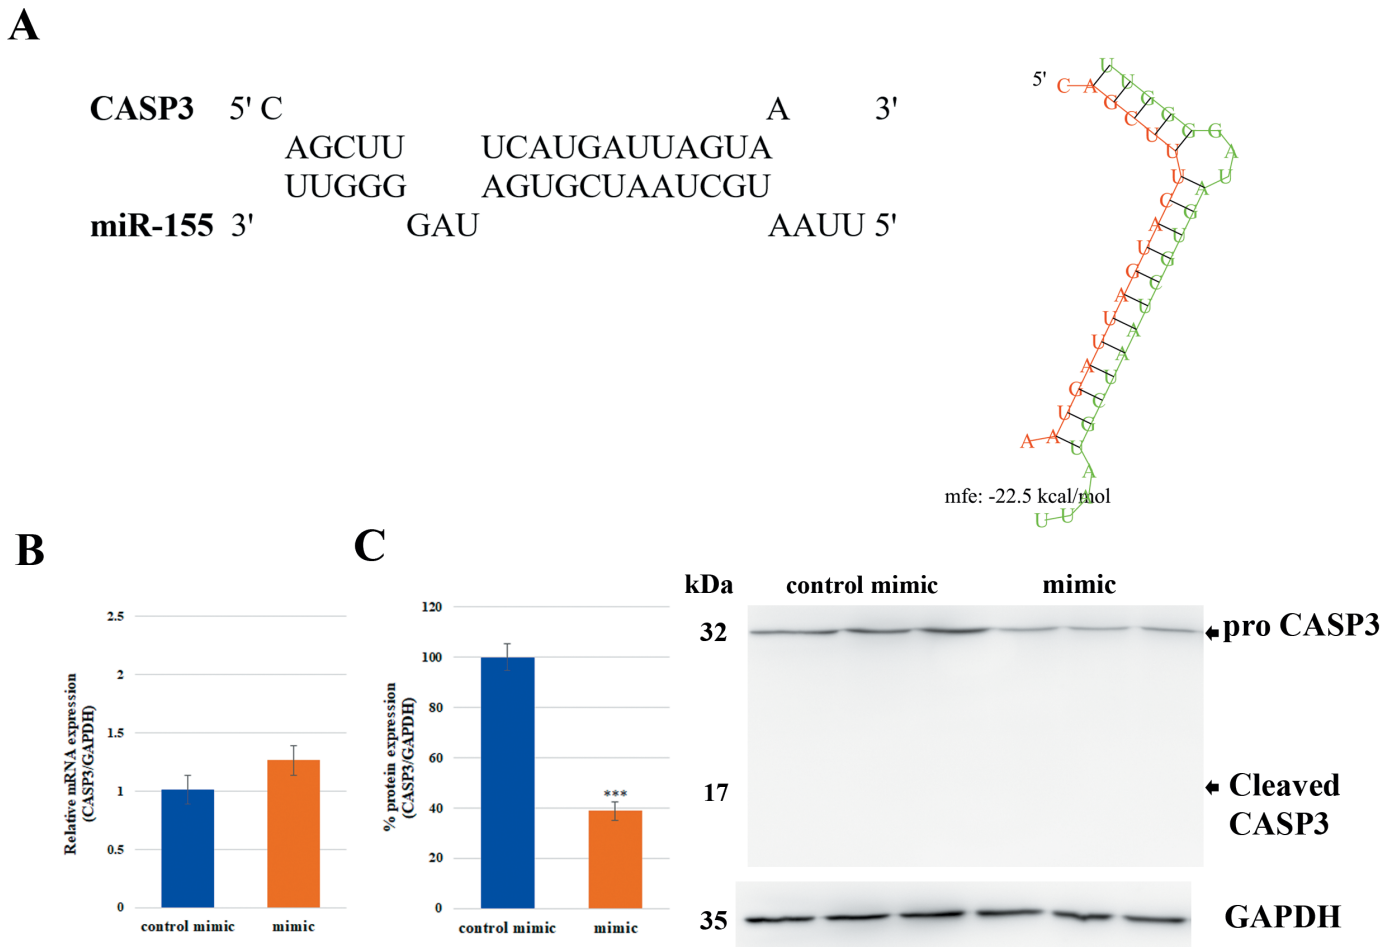 A
CASP3 5' C A 3'
AGCUU UCAUGAUUAGUA
UUGGG AGUGCUAAUCGU
miR-155 3' GAU AAUU 5'
5'
C A G C U U U C A U G A U U A G U A A
U U G G G G A U A G U G C U A A U C G U A A U U
mfe: -22.5 kcal/mol
B
Relative mRNA expression
(CASP3/GAPDH)
2.5
2
1.5
1
0.5
0
control mimic mimic
C
% protein expression
(CASP3/GAPDH)
120
100
80
60
40
20
0
***
control mimic mimic
kDa control mimic mimic
32 pro CASP3
17 Cleaved
CASP3
35 GAPDH